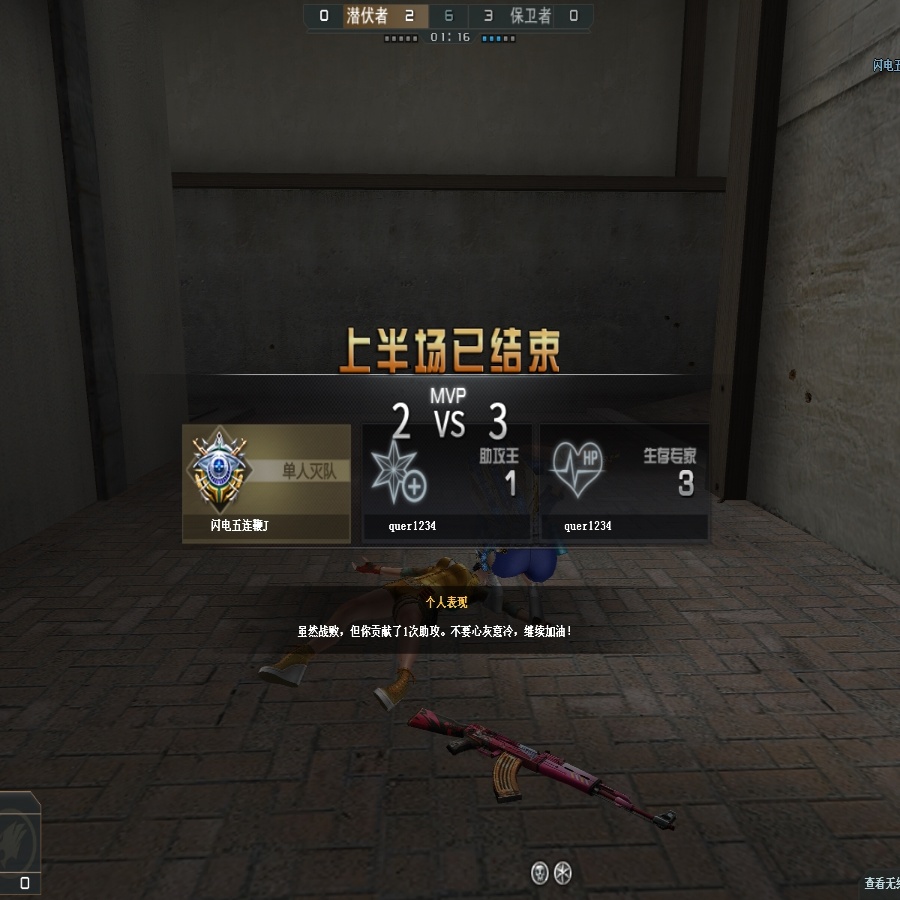 0 潜伏者 2 6 3 保卫者 0
01:16
闪电五
上半场已结束
MVP
2 VS 3
单人灭队
助攻王
1
生存专家
3
HP
闪电五连鞭J
quer1234
quer1234
个人表现
虽然战败，但你贡献了1次助攻。不要心灰意冷，继续加油！
0
查看无